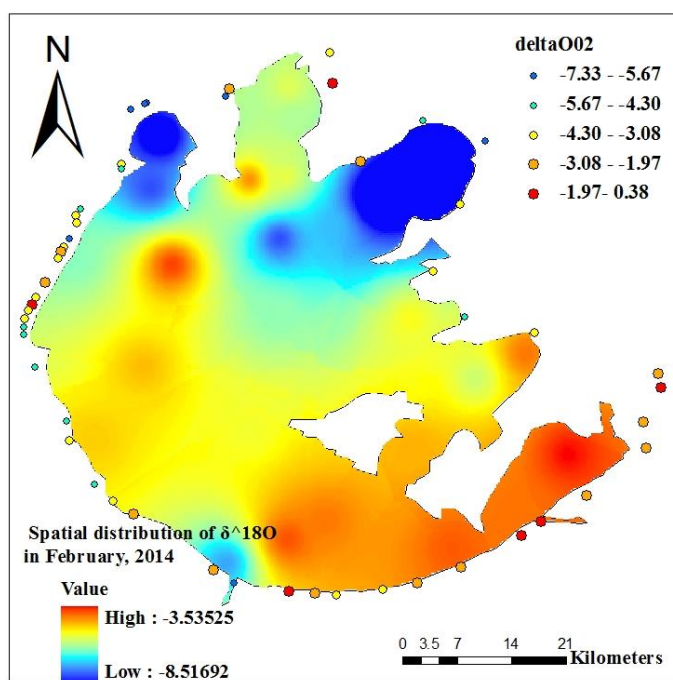 N
deltaO02
-7.33 - -5.67
-5.67 - -4.30
-4.30 - -3.08
-3.08 - -1.97
-1.97- 0.38
Spatial distribution of δ^18O
in February, 2014
Value
High : -3.53525
Low : -8.51692
0 3.5 7 14 21
Kilometers